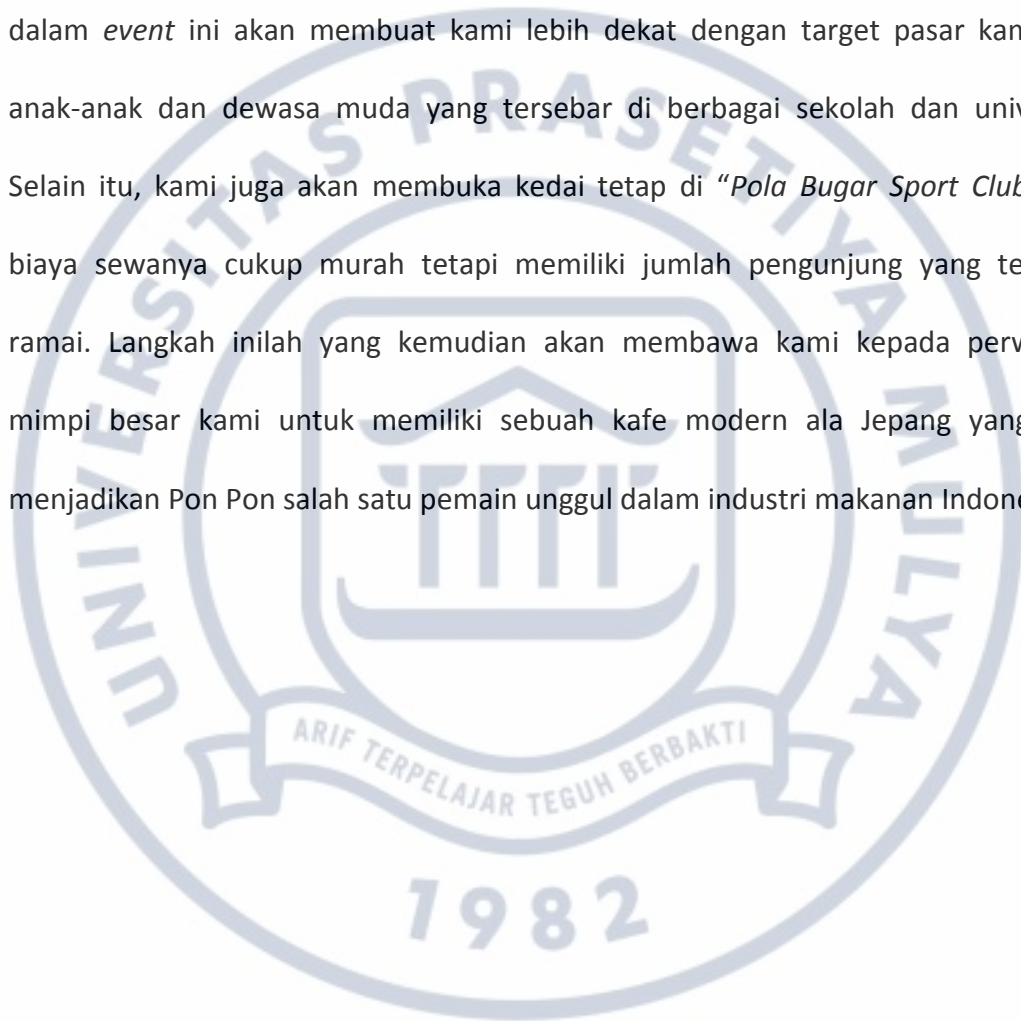 dalam event ini akan membuat kami lebih dekat dengan target pasar kan
anak-anak dan dewasa muda yang tersebar di berbagai sekolah dan univ
Selain itu, kami juga akan membuka kedai tetap di “Pola Bugar Sport Club
biaya sewanya cukup murah tetapi memiliki jumlah pengunjung yang te
ramai. Langkah inilah yang kemudian akan membawa kami kepada perv
mimpi besar kami untuk memiliki sebuah kafe modern ala Jepang yang
menjadikan Pon Pon salah satu pemain unggul dalam industri makanan Indone
UNIVERSITAS PRASETIYA MULYA
ARIF TERPELAJAR TEGUH BERBAKTI
1982